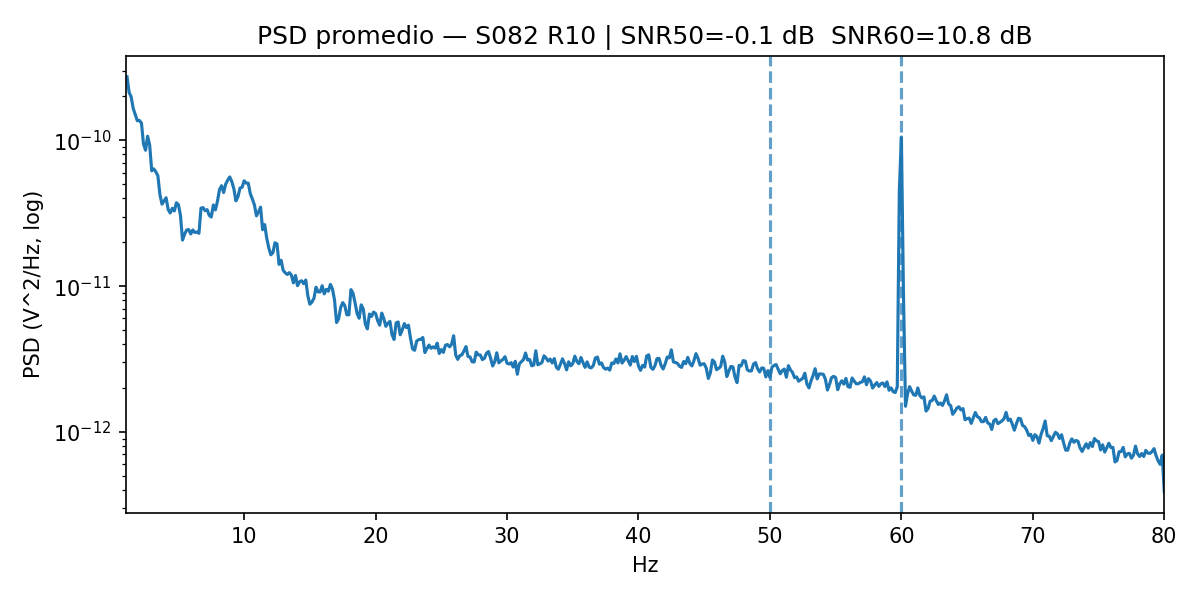 PSD promedio — S082 R10 | SNR50=-0.1 dB  SNR60=10.8 dB
PSD (V^2/Hz, log)
10^{-10}
10^{-11}
10^{-12}
10 20 30 40 50 60 70 80
Hz